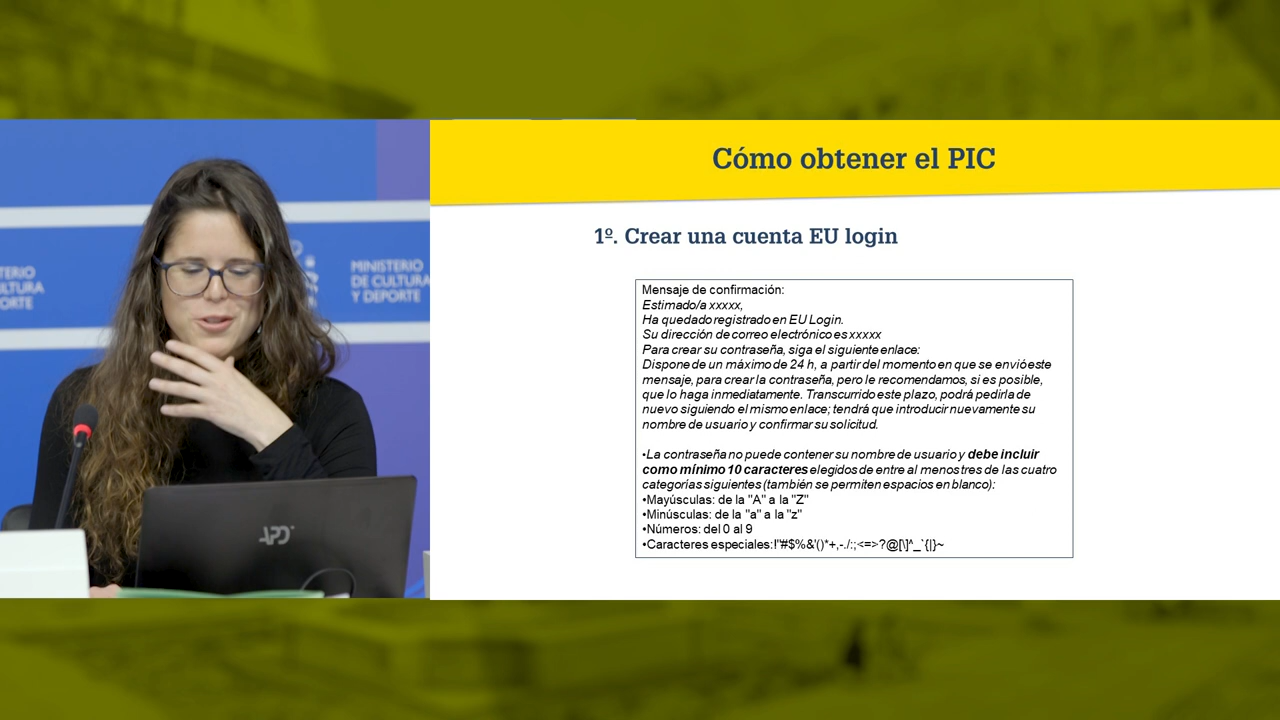 Cómo obtener el PIC
1º. Crear una cuenta EU login
TERIO
ULTURA
ORTE
MINISTERIO
DE CULTURA
Y DEPORTE
Mensaje de confirmación:
Estimado/a xxxxx,
Ha quedado registrado en EU Login.
Su dirección de correo electrónico es xxxxx
Para crear su contraseña, siga el siguiente enlace:
Dispone de un máximo de 24 h, a partir del momento en que se envió este
mensaje, para crear la contraseña, pero le recomendamos, si es posible,
que lo haga inmediatamente. Transcurrido este plazo, podrá pedirla de
nuevo siguiendo el mismo enlace; tendrá que introducir nuevamente su
nombre de usuario y confirmar su solicitud.
•La contraseña no puede contener su nombre de usuario y debe incluir
como mínimo 10 caracteres elegidos de entre al menos tres de las cuatro
categorías siguientes (también se permiten espacios en blanco):
•Mayúsculas: de la "A" a la "Z"
•Minúsculas: de la "a" a la "z"
•Números: del 0 al 9
•Caracteres especiales:!"#$%&'()*+,-./:;<=>?@[\]^_`{|}~
APD